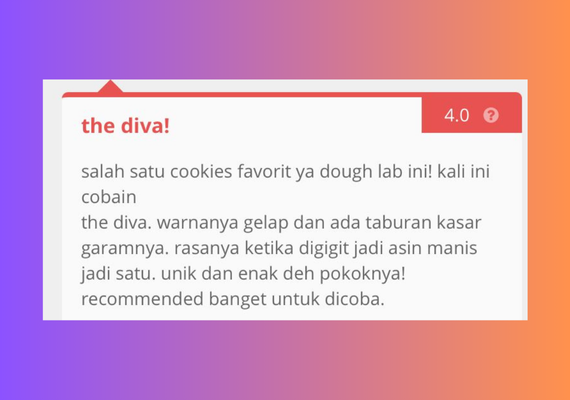 the diva!
4.0 ?
salah satu cookies favorit ya dough lab ini! kali ini
cobain
the diva. warnanya gelap dan ada taburan kasar
garamnya. rasanya ketika digigit jadi asin manis
jadi satu. unik dan enak deh pokoknya!
recommended banget untuk dicoba.